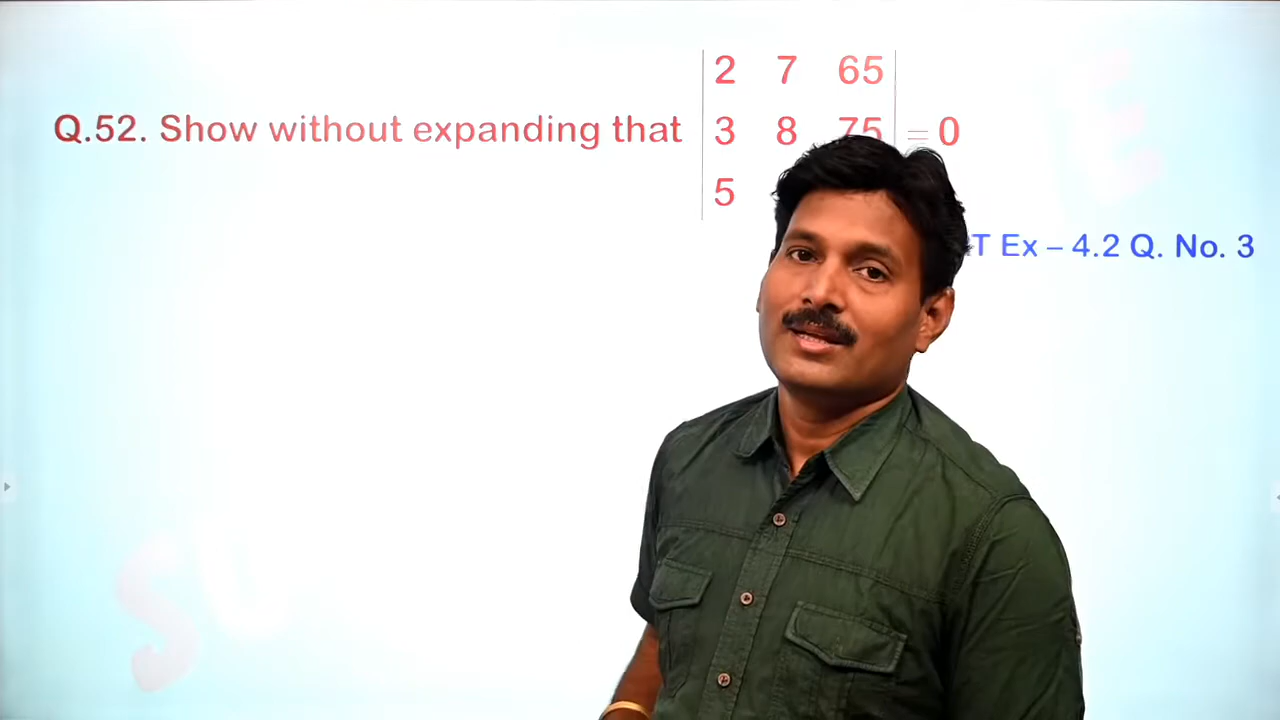 2 7 65
Q.52. Show without expanding that 3 8 75 = 0
5
Ex – 4.2 Q. No. 3